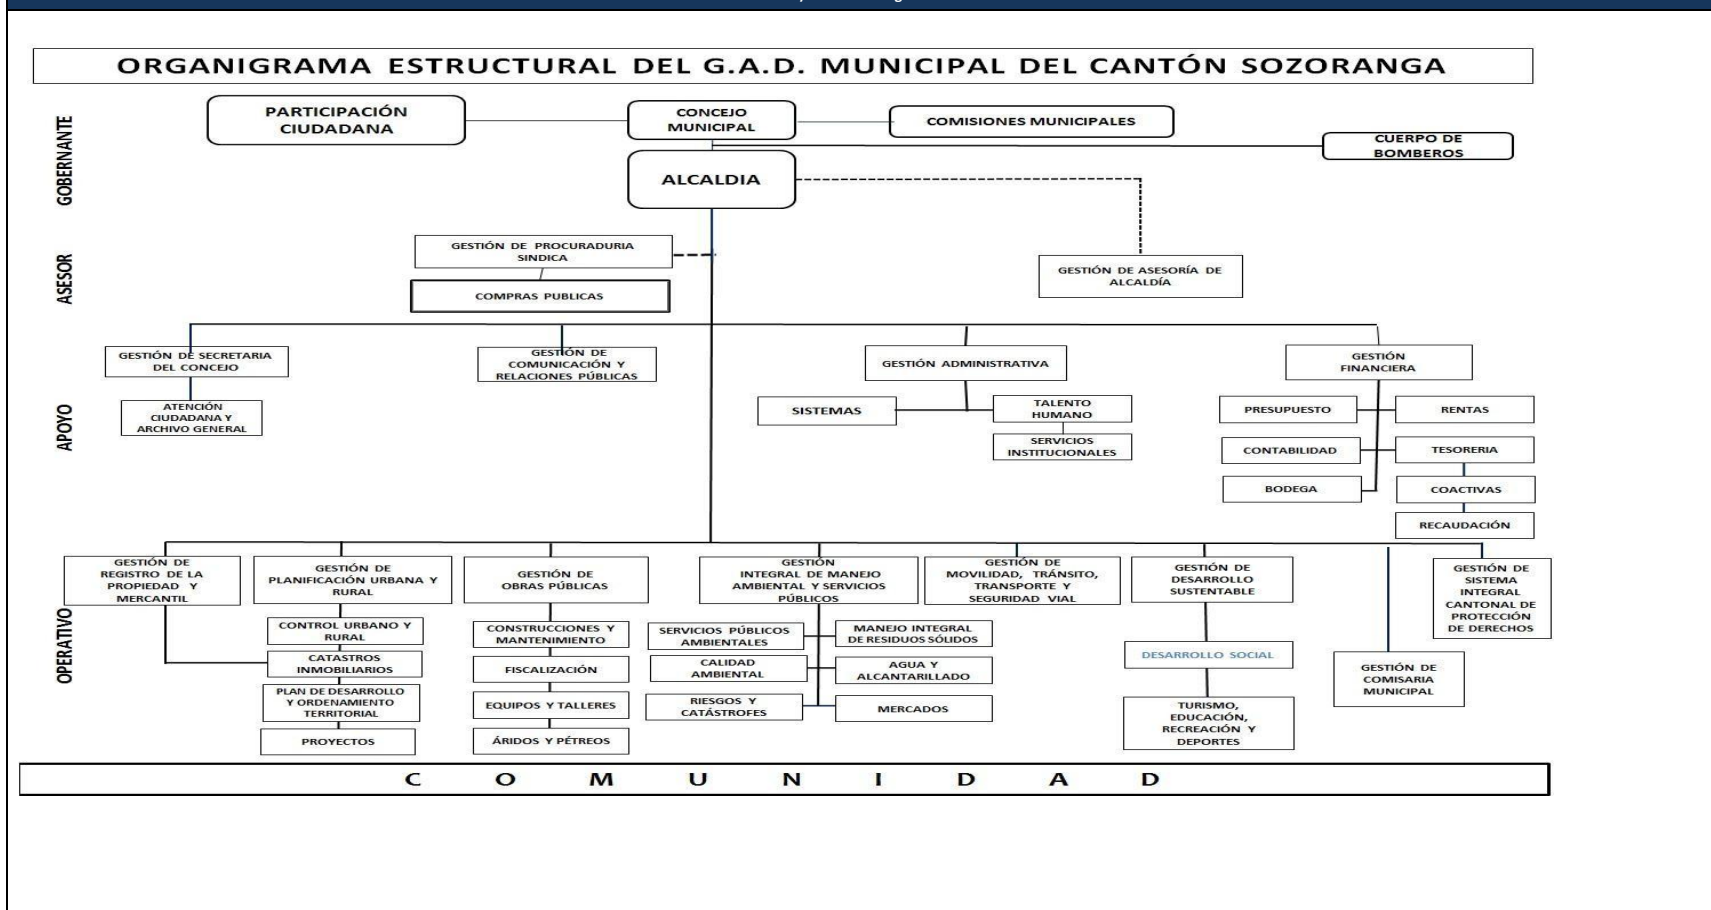 ORGANIGRAMA ESTRUCTURAL DEL G.A.D. MUNICIPAL DEL CANTÓN SOZORANGA
GOBERNANTE
PARTICIPACIÓN
CIUDADANA
CONCEJO
MUNICIPAL
COMISIONES MUNICIPALES
CUERPO DE
BOMBEROS
ALCALDIA
ASESOR
GESTIÓN DE PROCURADURIA
SINDICA
COMPRAS PUBLICAS
GESTIÓN DE ASESORÍA DE
ALCALDÍA
APOYO
GESTIÓN DE SECRETARIA
DEL CONCEJO
ATENCIÓN
CIUDADANA Y
ARCHIVO GENERAL
GESTIÓN DE
COMUNICACIÓN Y
RELACIONES PÚBLICAS
GESTIÓN ADMINISTRATIVA
SISTEMAS
TALENTO
HUMANO
SERVICIOS
INSTITUCIONALES
GESTIÓN
FINANCIERA
PRESUPUESTO
RENTAS
CONTABILIDAD
TESORERIA
BODEGA
COACTIVAS
RECAUDACIÓN
OPERATIVO
GESTIÓN DE
REGISTRO DE LA
PROPIEDAD Y
MERCANTIL
GESTIÓN DE
PLANIFICACIÓN URBANA Y
RURAL
CONTROL URBANO Y
RURAL
CATASTROS
INMOBILIARIOS
PLAN DE DESARROLLO
Y ORDENAMIENTO
TERRITORIAL
PROYECTOS
GESTIÓN DE
OBRAS PÚBLICAS
CONSTRUCCIONES Y
MANTENIMIENTO
FISCALIZACIÓN
EQUIPOS Y TALLERES
ÁRIDOS Y PÉTREOS
GESTIÓN
INTEGRAL DE MANEJO
AMBIENTAL Y SERVICIOS
PÚBLICOS
SERVICIOS PÚBLICOS
AMBIENTALES
MANEJO INTEGRAL
DE RESIDUOS SÓLIDOS
CALIDAD
AMBIENTAL
AGUA Y
ALCANTARILLADO
RIESGOS Y
CATÁSTROFES
MERCADOS
GESTIÓN DE
MOVILIDAD, TRÁNSITO,
TRANSPORTE Y
SEGURIDAD VIAL
GESTIÓN DE
DESARROLLO
SUSTENTABLE
DESARROLLO SOCIAL
TURISMO,
EDUCACIÓN,
RECREACIÓN Y
DEPORTES
GESTIÓN DE
COMISARIA
MUNICIPAL
GESTIÓN DE
SISTEMA
INTEGRAL
CANTONAL DE
PROTECCIÓN
DE DERECHOS
C O M U N I D A D